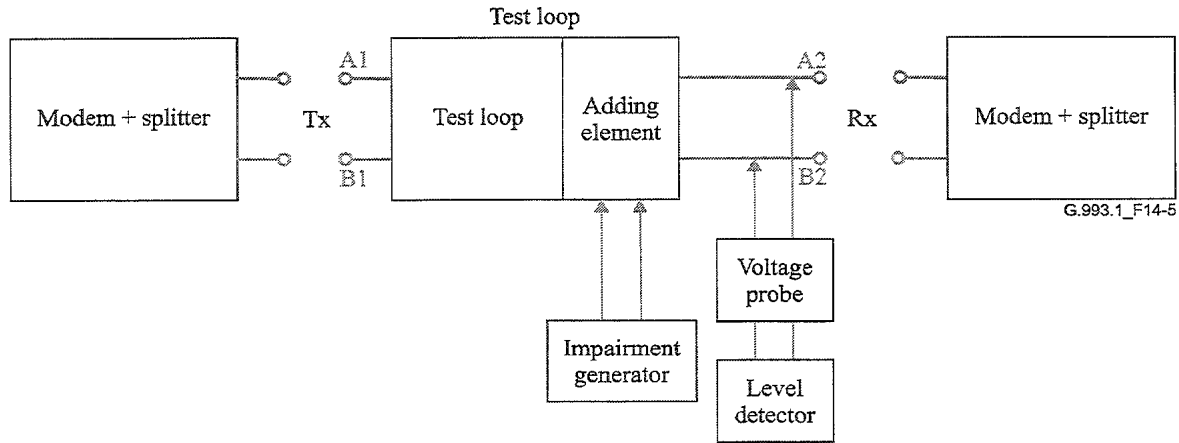 Test loop
Modem + splitter
Tx
A1
B1
Test loop
Adding
element
A2
B2
Rx
Modem + splitter
G.993.1_F14-5
Voltage
probe
Impairment
generator
Level
detector